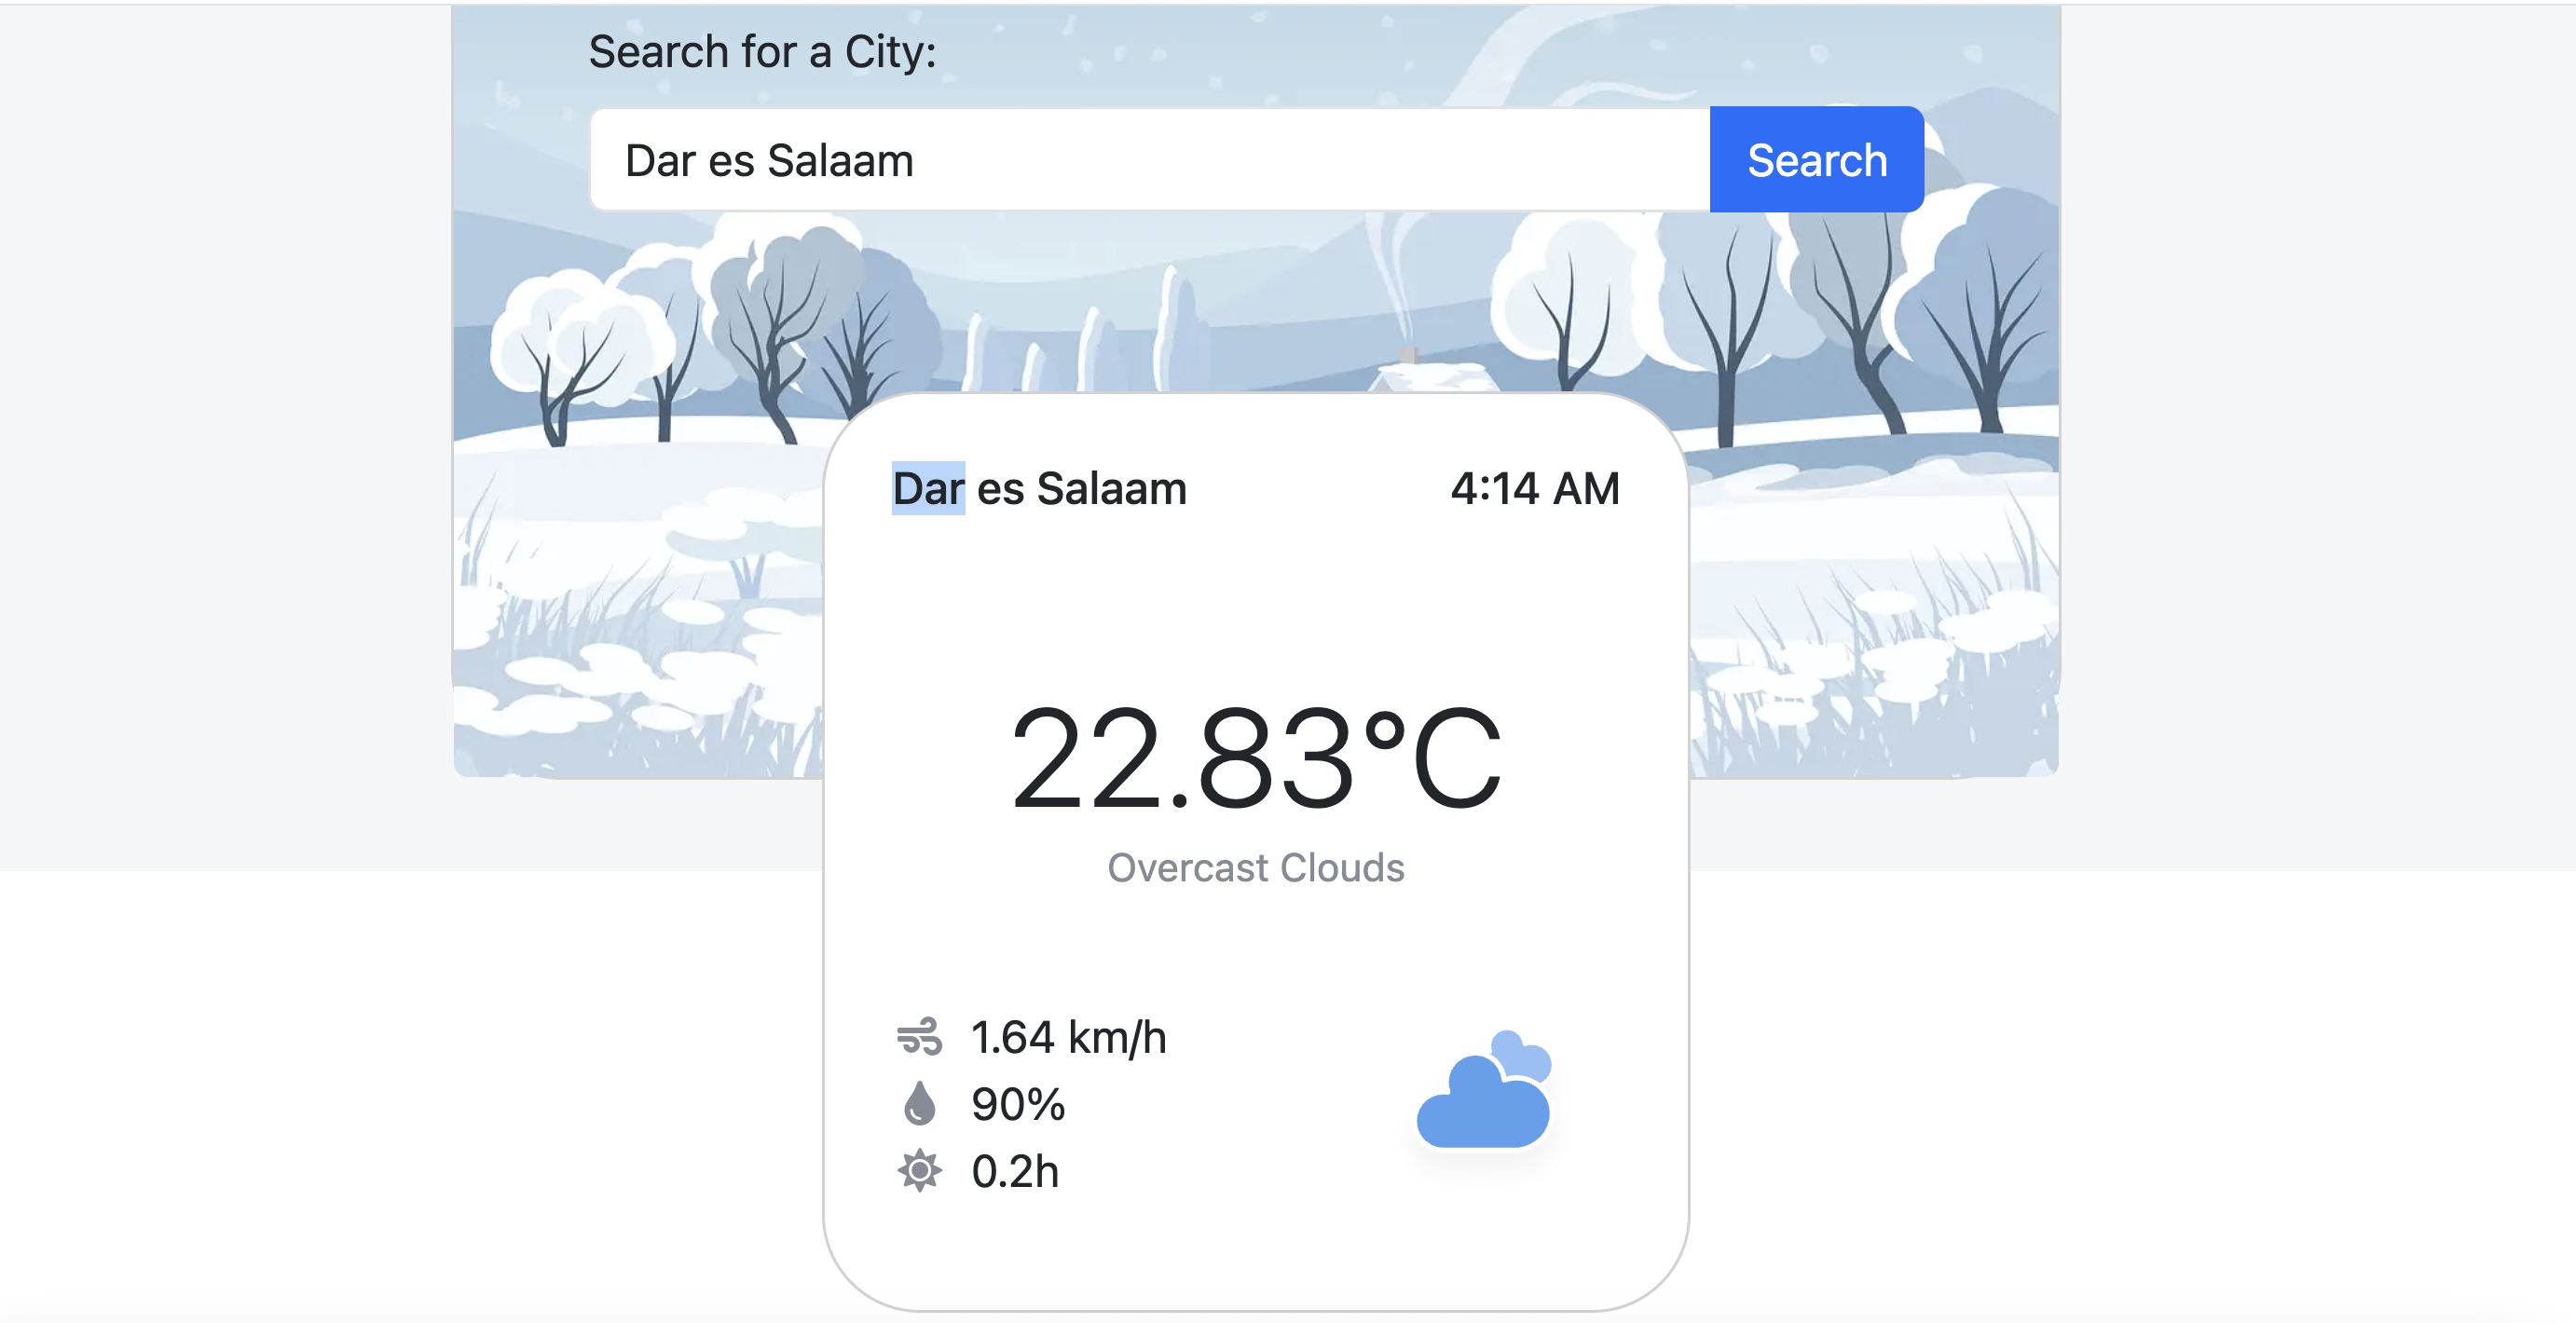 Search for a City:
Dar es Salaam
Search
Dar es Salaam
4:14 AM
22.83°C
Overcast Clouds
1.64 km/h
90%
0.2h